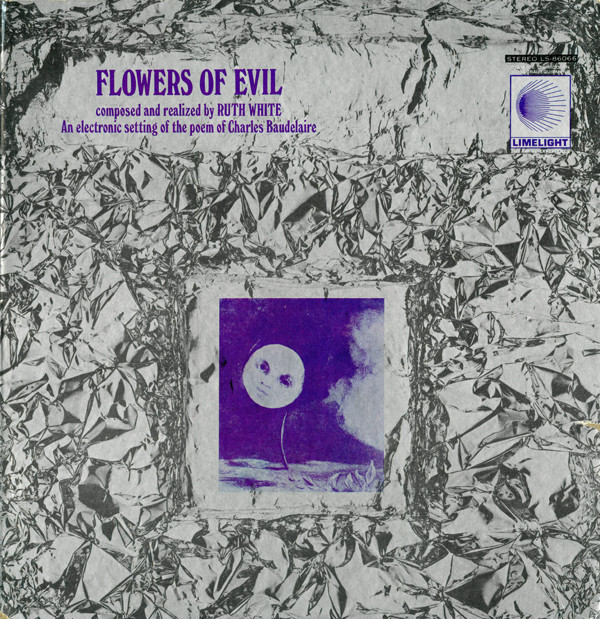 FLOWERS OF EVIL
composed and realized by RUTH WHITE
An electronic setting of the poem of Charles Baudelaire
STEREO LS-86066
LIMELIGHT